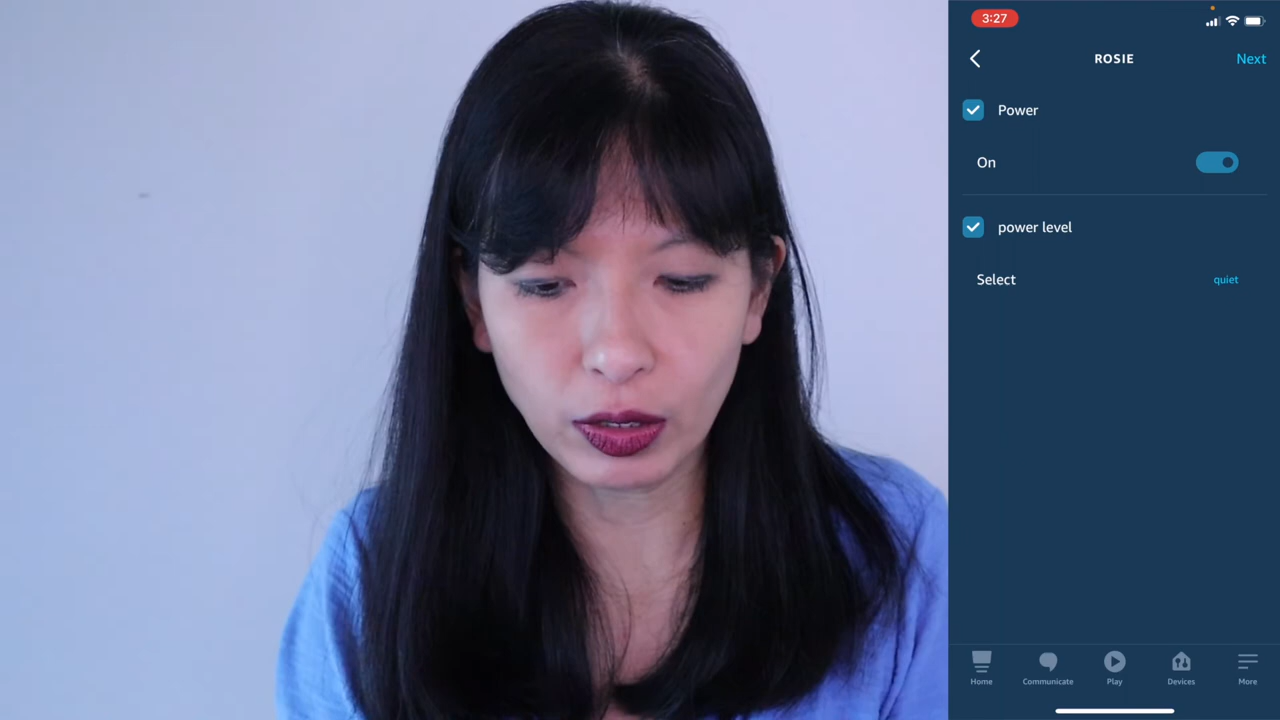 3:27
ROSIE
Next
Power
On
power level
Select
quiet
Home
Communicate
Play
Devices
More